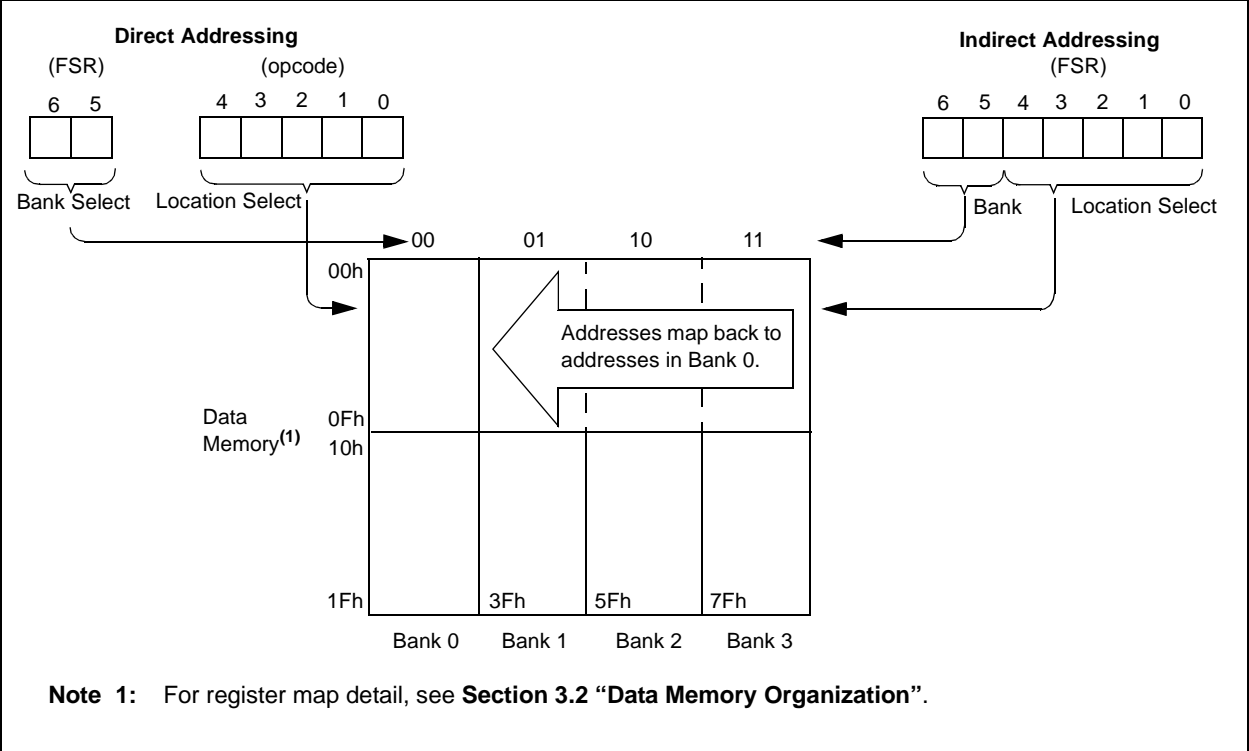 Direct Addressing
(FSR) (opcode)
6 5 4 3 2 1 0
Bank Select Location Select
Indirect Addressing
(FSR)
6 5 4 3 2 1 0
Bank Location Select
00 01 10 11
00h
Addresses map back to
addresses in Bank 0.
Data
Memory(1)
0Fh
10h
1Fh 3Fh 5Fh 7Fh
Bank 0 Bank 1 Bank 2 Bank 3
Note 1: For register map detail, see Section 3.2 “Data Memory Organization”.